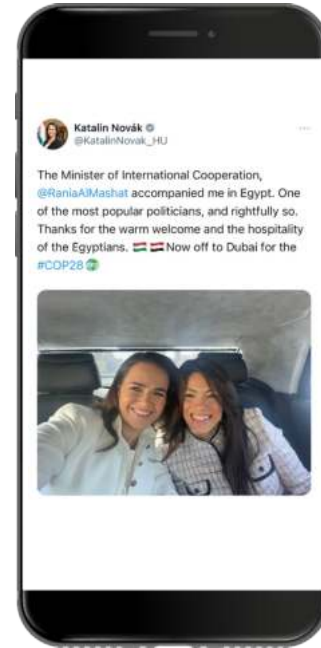 Katalin Novák
@KatalinNovak_HU
The Minister of International Cooperation,
@RaniaAlMashat accompanied me in Egypt. One
of the most popular politicians, and rightfully so.
Thanks for the warm welcome and the hospitality
of the Egyptians. 🇭🇺 🇪🇬 Now off to Dubai for the
#COP28